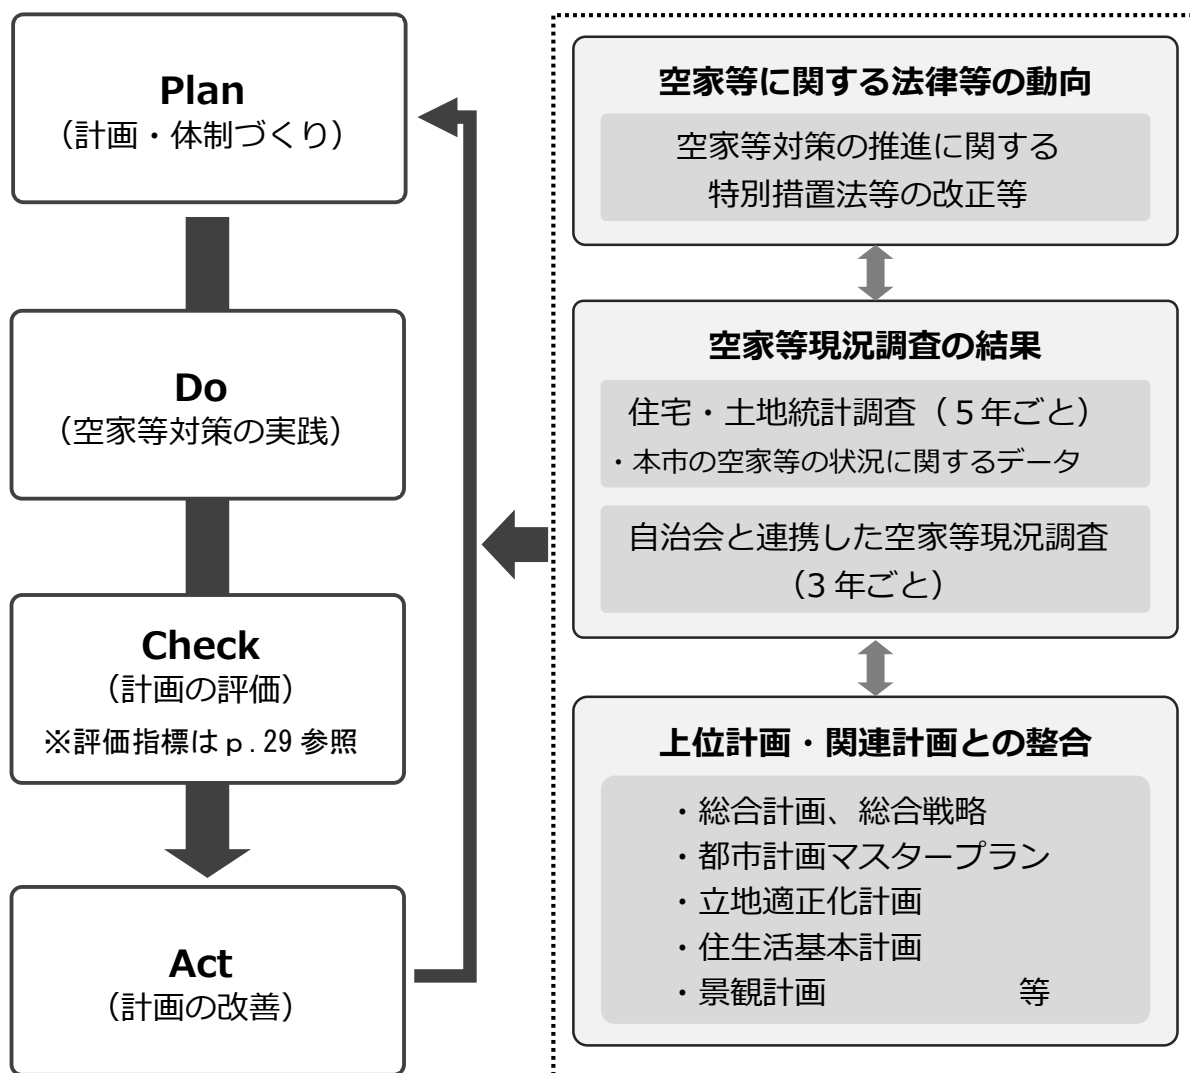 Plan
（計画・体制づくり）
Do
（空家等対策の実践）
Check
（計画の評価）
※評価指標はｐ.29 参照
Act
（計画の改善）
空家等に関する法律等の動向
空家等対策の推進に関する
特別措置法等の改正等
空家等現況調査の結果
住宅・土地統計調査（５年ごと）
・本市の空家等の状況に関するデータ
自治会と連携した空家等現況調査
（３年ごと）
上位計画・関連計画との整合
・総合計画、総合戦略
・都市計画マスタープラン
・立地適正化計画
・住生活基本計画
・景観計画　　　　　　等